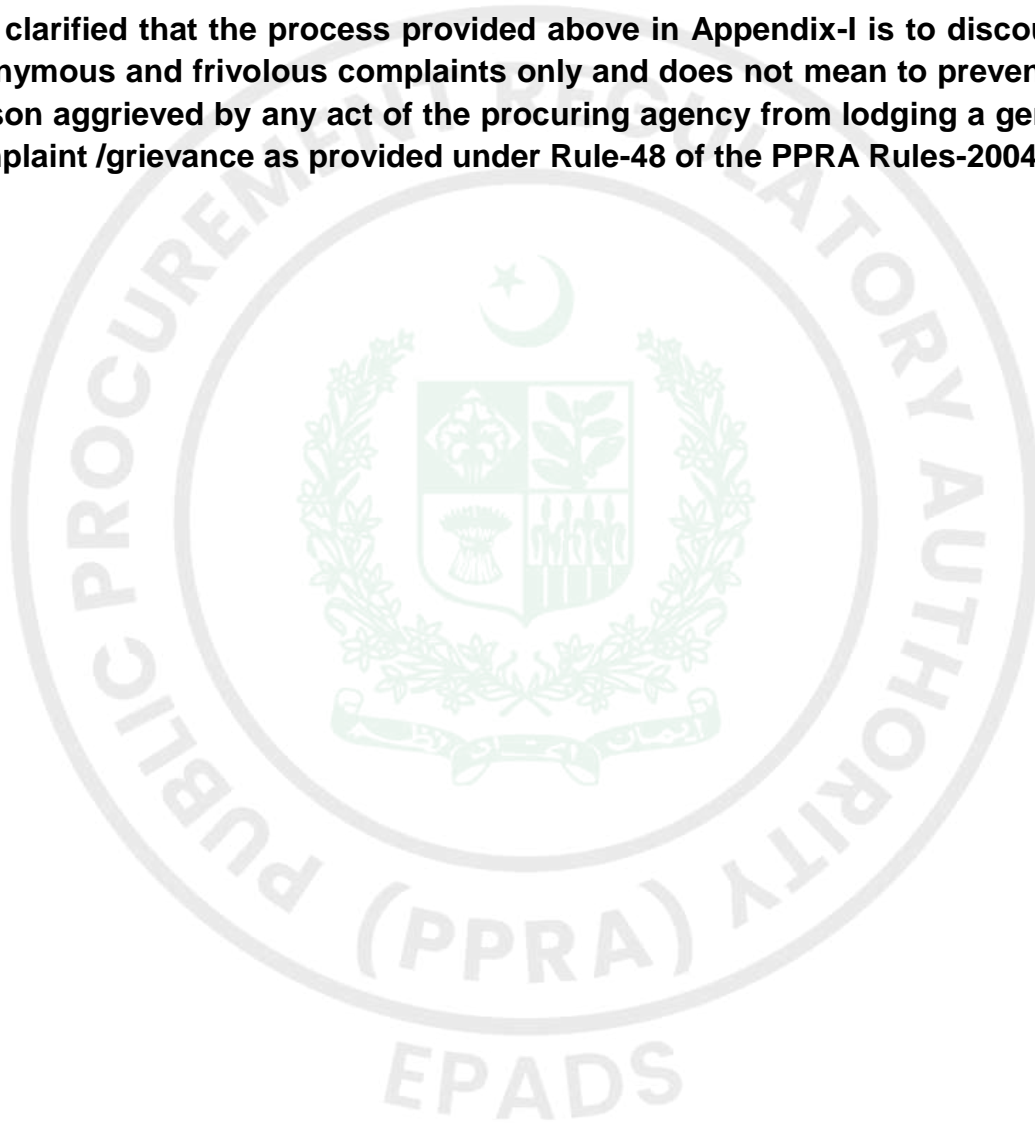 clarified that the process provided above in Appendix-I is to discou
nymous and frivolous complaints only and does not mean to preven
son aggrieved by any act of the procuring agency from lodging a ge
plaint /grievance as provided under Rule-48 of the PPRA Rules-2004
PUBLIC PROCUREMENT REGULATORY AUTHORITY
(PPRA)
EPADS